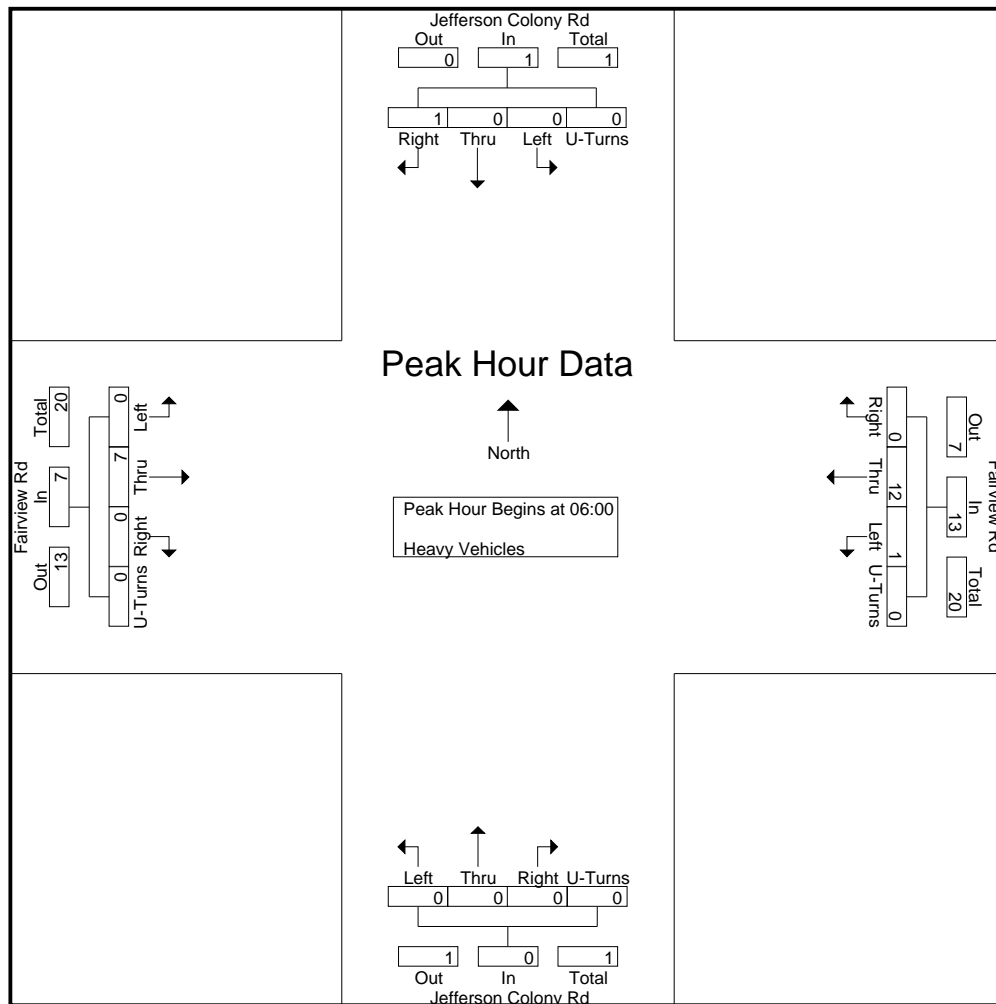 Jefferson Colony Rd
Out In Total
0 1 1
1 0 0 0
Right Thru Left U-Turns
Peak Hour Data
North
Peak Hour Begins at 06:00
Heavy Vehicles
Fairview Rd
Out In Total
13 7 20
0 0 7 0
U-Turns Right Thru Left
Fairview Rd
Out In Total
7 13 20
0 12 1 0
Right Thru Left U-Turns
Left Thru Right U-Turns
0 0 0 0
1 0 1
Out In Total
Jefferson Colony Rd